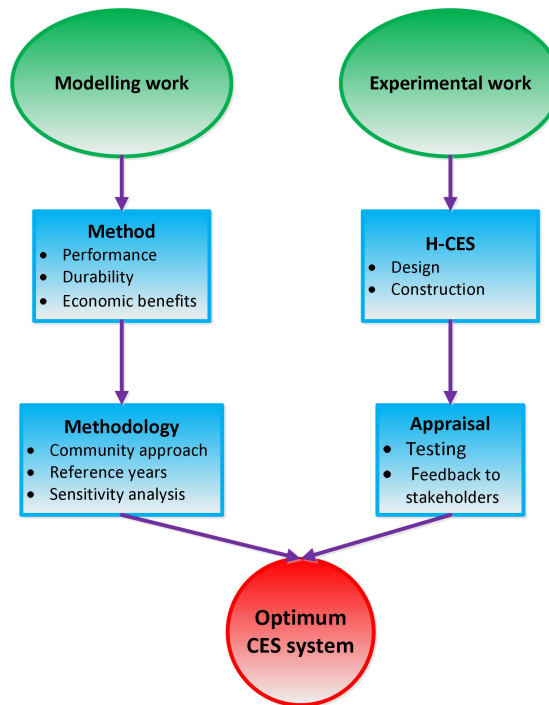 Modelling work
Experimental work
Method
• Performance
• Durability
• Economic benefits
H-CES
• Design
• Construction
Methodology
• Community approach
• Reference years
• Sensitivity analysis
Appraisal
• Testing
• Feedback to
stakeholders
Optimum
CES system